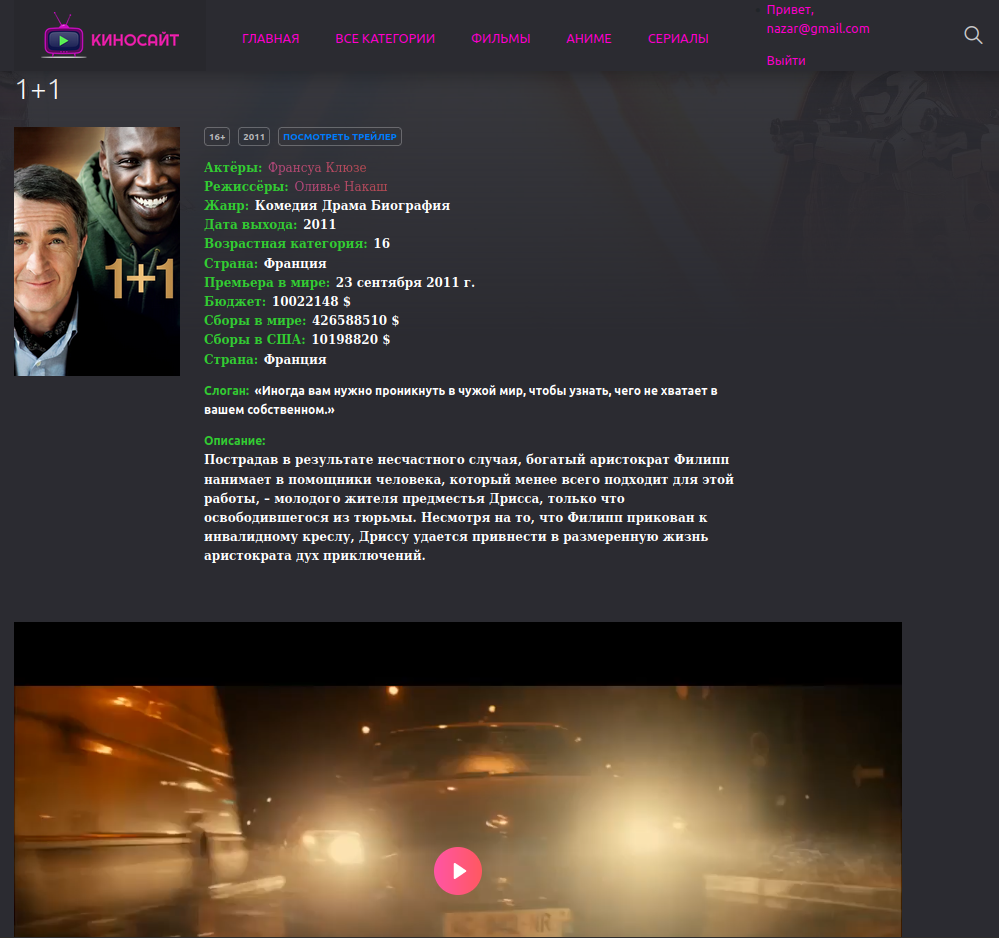 КИНОСАЙТ
ГЛАВНАЯ
ВСЕ КАТЕГОРИИ
ФИЛЬМЫ
АНИМЕ
СЕРИАЛЫ
Привет,
nazar@gmail.com
Выйти
1+1
1+1
16+
2011
ПОСМОТРЕТЬ ТРЕЙЛЕР
Актёры: Франсуа Клюзе
Режиссёры: Оливье Накаш
Жанр: Комедия Драма Биография
Дата выхода: 2011
Возрастная категория: 16
Страна: Франция
Премьера в мире: 23 сентября 2011 г.
Бюджет: 10022148 $
Сборы в мире: 426588510 $
Сборы в США: 10198820 $
Страна: Франция
Слоган: «Иногда вам нужно проникнуть в чужой мир, чтобы узнать, чего не хватает в
вашем собственном.»
Описание:
Пострадав в результате несчастного случая, богатый аристократ Филипп
нанимает в помощники человека, который менее всего подходит для этой
работы, – молодого жителя предместья Дрисса, только что
освободившегося из тюрьмы. Несмотря на то, что Филипп прикован к
инвалидному креслу, Дриссу удается привнести в размеренную жизнь
аристократа дух приключений.